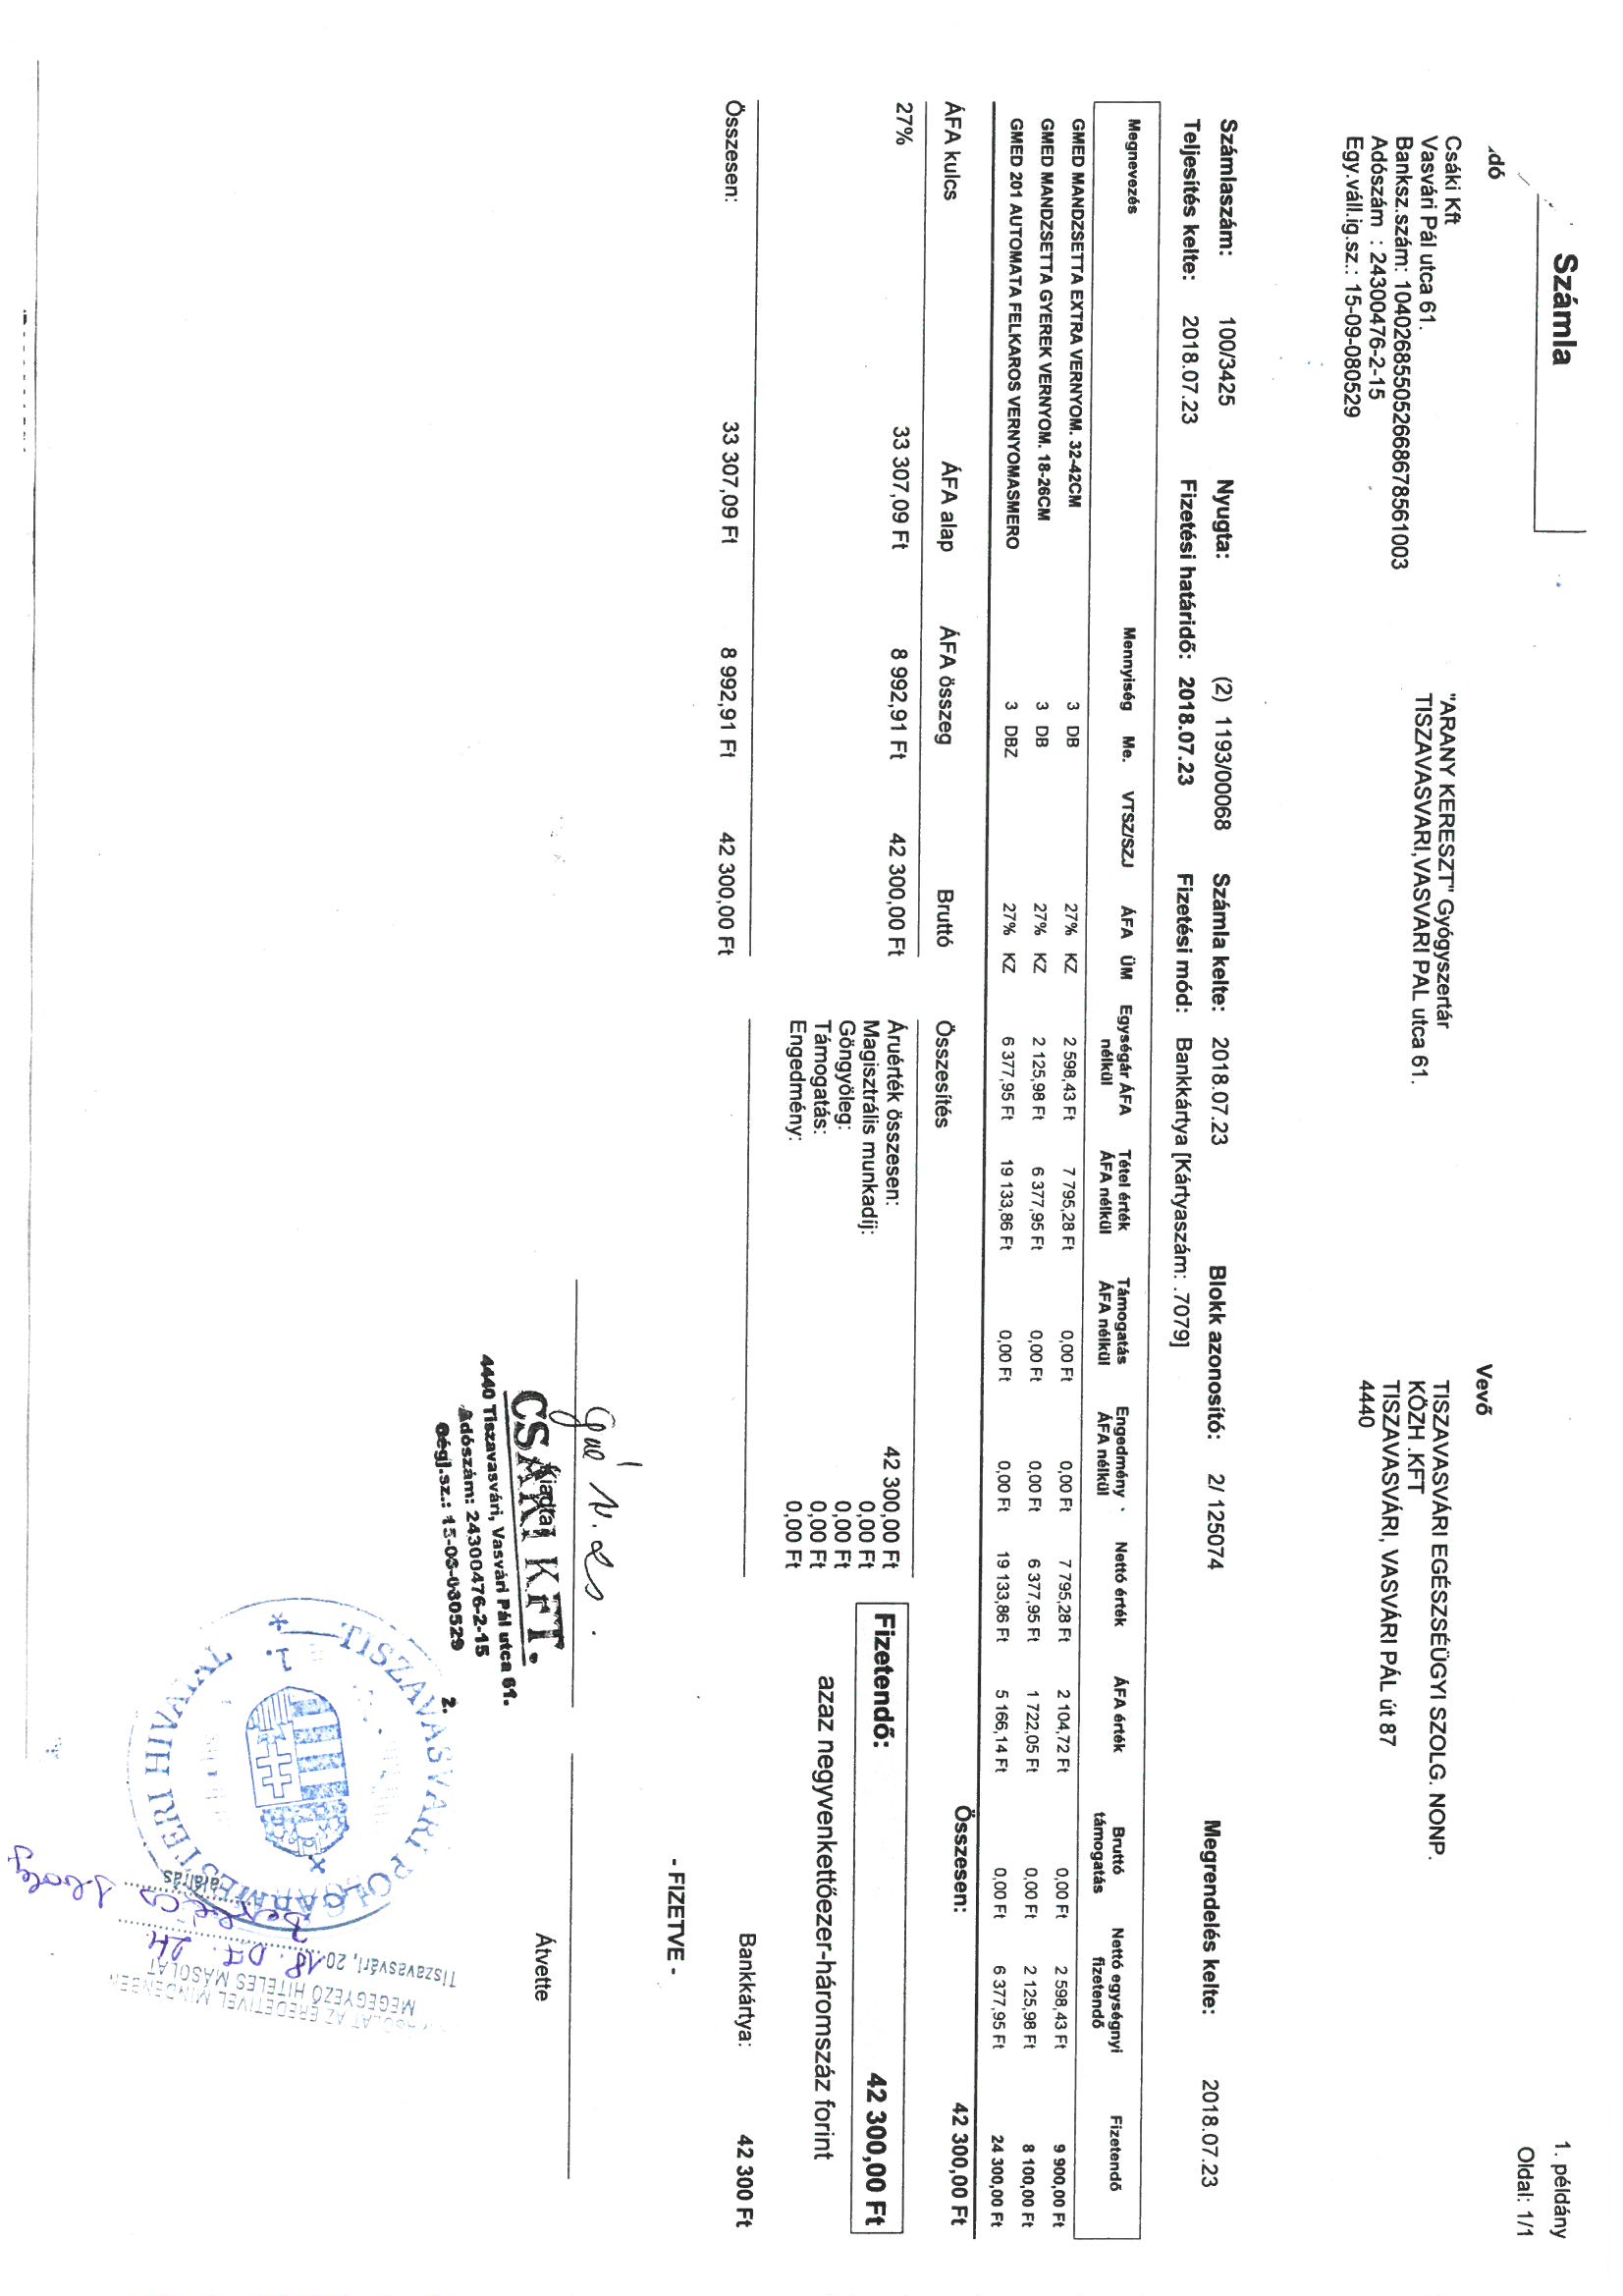 Számla
1. példány
Oldal: 1/1
Csáki Kft
Vasvári Pál utca 61.
Banksz.szám: 104026855052668678561003
Adószám : 24300476-2-15
Egy.váll.ig.sz.: 15-09-080529
"ARANY KERESZT" Gyógyszertár
TISZAVASVARI,VASVARI PAL utca 61.
Vevő
TISZAVASVÁRI EGÉSZSÉÜGYI SZOLG. NONP.
KÖZH .KFT
TISZAVASVÁRI, VASVÁRI PÁL út 87
4440
Számlaszám: 100/3425 Nyugta: (2) 1193/00068 Számla kelte: 2018.07.23 Blokk azonosító: 2/ 125074 Megrendelés kelte: 2018.07.23
Teljesítés kelte: 2018.07.23 Fizetési határidő: 2018.07.23 Fizetési mód: Bankkártya [Kártyaszám: .7079]
Megnevezés Mennyiség Me. VTSZ/SZJ ÁFA ÜM Egységár ÁFA nélkül Tétel érték ÁFA nélkül Támogatás ÁFA nélkül Engedmény ÁFA nélkül Nettó érték ÁFA érték Bruttó támogatás Nettó egységnyi fizetendő Fizetendő
GMED MANDZSETTA EXTRA VERNYOM. 32-42CM 3 DB 27% KZ 2 598,43 Ft 7 795,28 Ft 0,00 Ft 0,00 Ft 7 795,28 Ft 2 104,72 Ft 0,00 Ft 2 598,43 Ft 9 900,00 Ft
GMED MANDZSETTA GYEREK VERNYOM. 18-26CM 3 DB 27% KZ 2 125,98 Ft 6 377,95 Ft 0,00 Ft 0,00 Ft 6 377,95 Ft 1 722,05 Ft 0,00 Ft 2 125,98 Ft 8 100,00 Ft
GMED 201 AUTOMATA FELKAROS VERNYOMASMERO 3 DBZ 27% KZ 6 377,95 Ft 19 133,86 Ft 0,00 Ft 0,00 Ft 19 133,86 Ft 5 166,14 Ft 0,00 Ft 6 377,95 Ft 24 300,00 Ft
Összesen: 42 300,00 Ft
ÁFA kulcs ÁFA alap ÁFA összeg Bruttó
27% 33 307,09 Ft 8 992,91 Ft 42 300,00 Ft
Összesen: 33 307,09 Ft 8 992,91 Ft 42 300,00 Ft
Összesítés
Áruérték összesen: 42 300,00 Ft
Magisztrális munkadíj: 0,00 Ft
Göngyöleg: 0,00 Ft
Támogatás: 0,00 Ft
Engedmény: 0,00 Ft
Fizetendő: 42 300,00 Ft
azaz negyvenkettőezer-háromszáz forint
Bankkártya: 42 300 Ft
- FIZETVE -
Kiadta
Átvette
CSÁKI KFT.
4440 Tiszavasvári, Vasvári Pál utca 61.
Adószám: 24300476-2-15
Cégj.sz.: 15-09-080529
2.
TISZAVASVÁRI POLGÁRMESTERI HIVATAL
1.
AZ EREDETIVEL MINDENBEN
MEGEGYEZŐ HITELES MÁSOLAT
Tiszavasvári, 2018. 07. 24.
aláírás